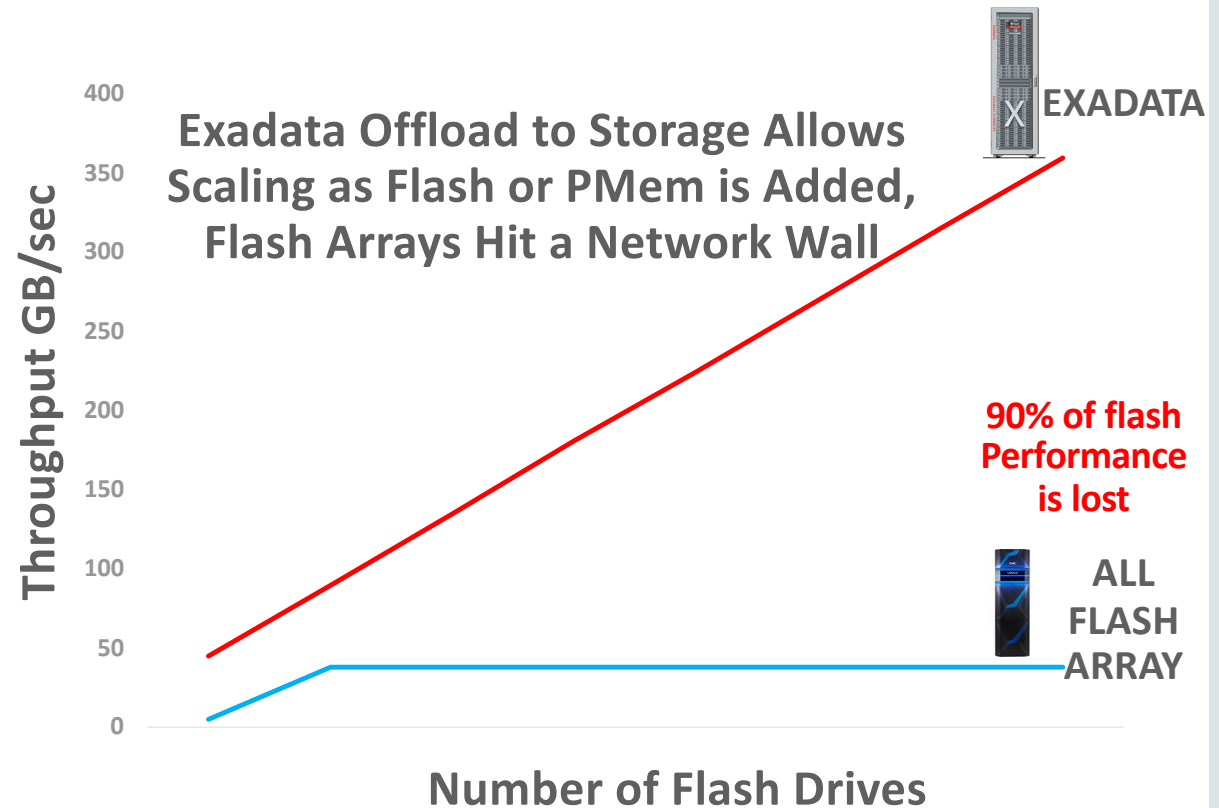 EXADATA
Exadata Offload to Storage Allows
Scaling as Flash or PMem is Added,
Flash Arrays Hit a Network Wall
Throughput GB/sec
400
350
300
250
200
150
100
50
0
90% of flash
Performance
is lost
ALL
FLASH
ARRAY
Number of Flash Drives
X